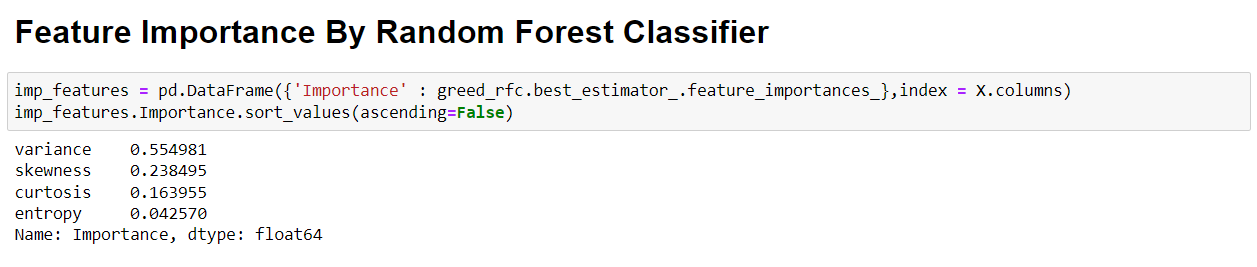 Feature Importance By Random Forest Classifier
imp_features = pd.DataFrame({'Importance' : greed_rfc.best_estimator_.feature_importances_},index = X.columns)
imp_features.Importance.sort_values(ascending=False)
variance    0.554981
skewness    0.238495
curtosis    0.163955
entropy     0.042570
Name: Importance, dtype: float64